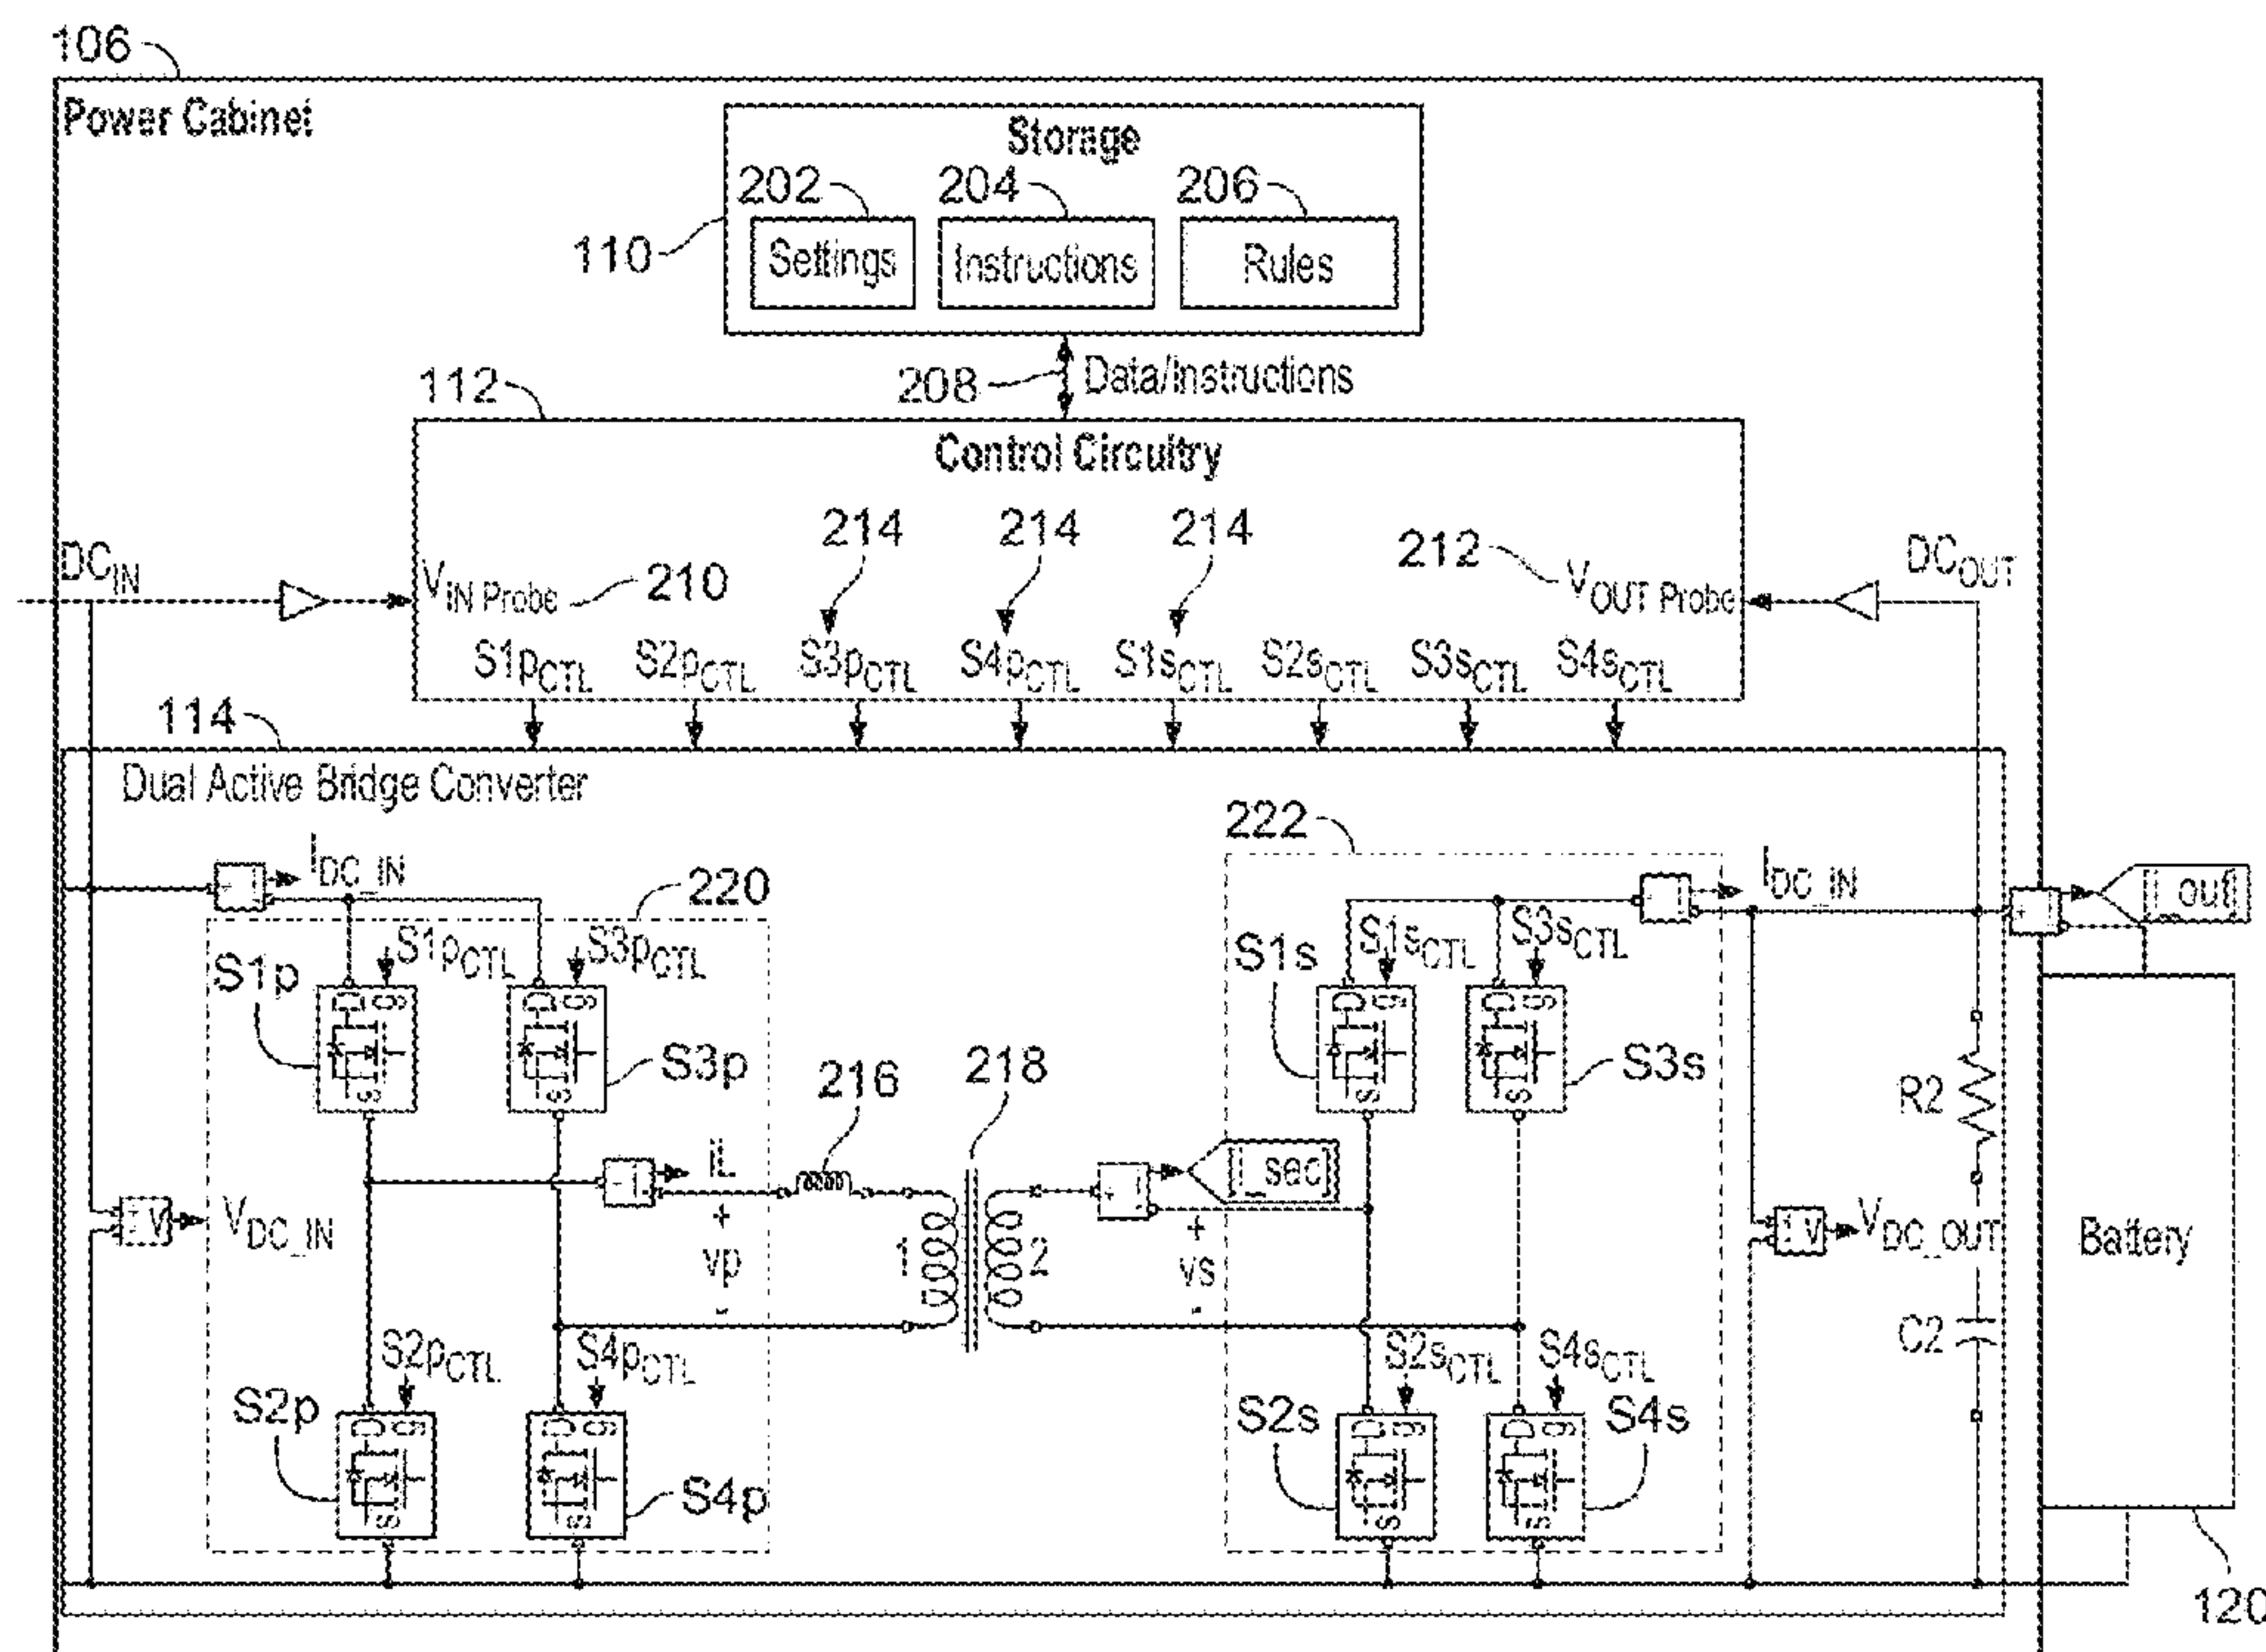 106
Power Cabinet
Storage
202 204 206
110 Settings Instructions Rules
208 Data/Instructions
112
Control Circuitry
214 214 214
DC_IN V_IN Probe 210 212 V_OUT Probe DC_OUT
S1p_CTL S2p_CTL S3p_CTL S4p_CTL S1s_CTL S2s_CTL S3s_CTL S4s_CTL
114
Dual Active Bridge Converter
222
I_DC_IN 220 I_DC_IN [I_out]
S1p S1p_CTL S3p_CTL S1s S1s_CTL S3s_CTL
D g D g D g D g
S S S S
S3p 216 218 S3s
R2
iL [I_sec]
+ +
V_DC_IN vp 1 2 vs V V_DC_OUT Battery
- -
C2
S2p_CTL S4p_CTL S2s_CTL S4s_CTL
S2p S2s S4s
D g D g D g D g
S S S S
S4p
120